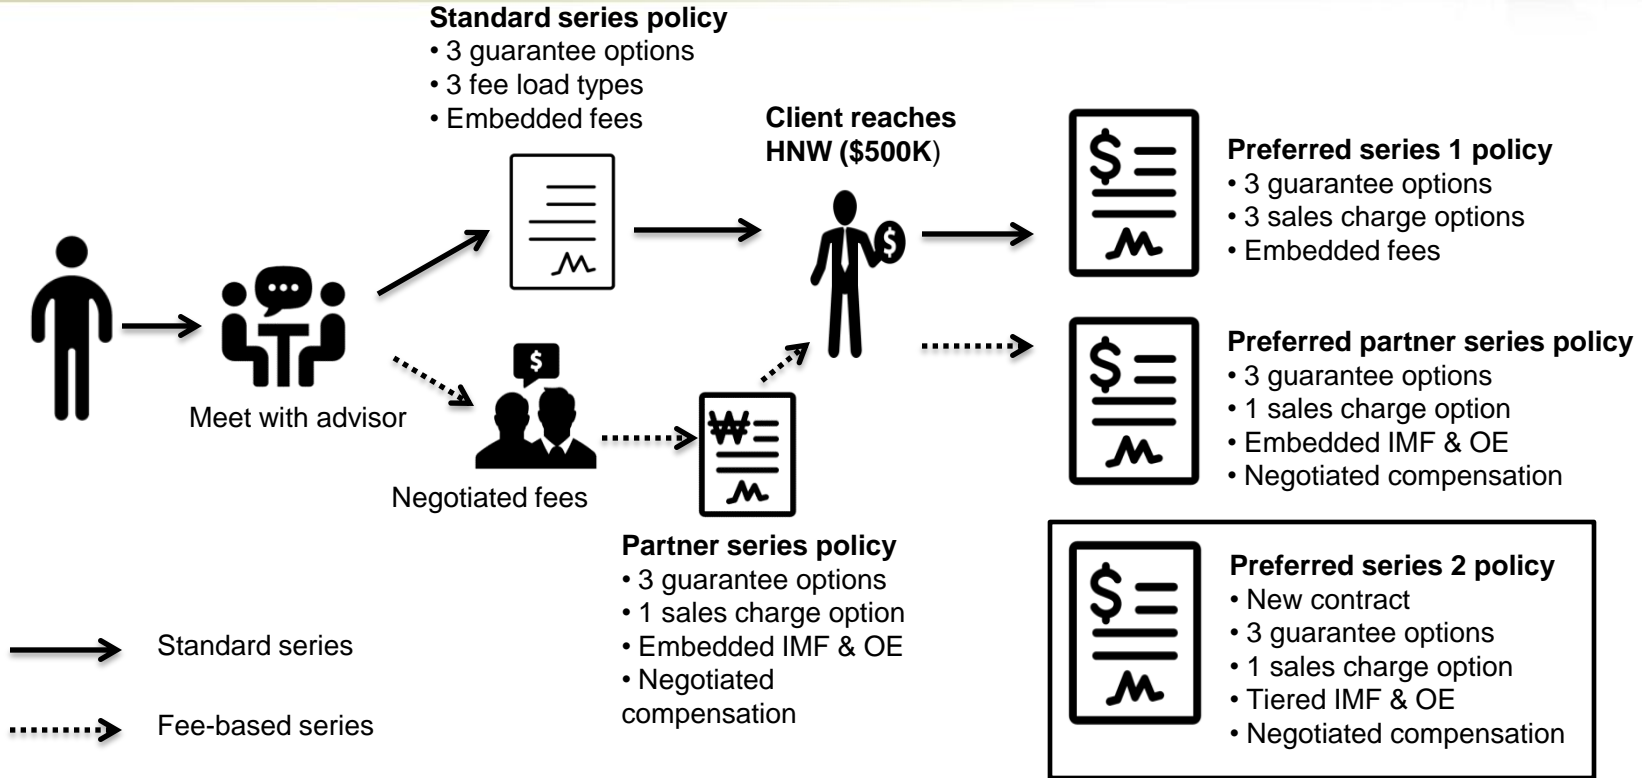 Standard series policy
• 3 guarantee options
• 3 fee load types
• Embedded fees
Client reaches
HNW ($500K)
$
$
Preferred series 1 policy
• 3 guarantee options
• 3 sales charge options
• Embedded fees
Meet with advisor
$
Negotiated fees
₩
Partner series policy
• 3 guarantee options
• 1 sales charge option
• Embedded IMF & OE
• Negotiated
compensation
$
Preferred partner series policy
• 3 guarantee options
• 1 sales charge option
• Embedded IMF & OE
• Negotiated compensation
$
Preferred series 2 policy
• New contract
• 3 guarantee options
• 1 sales charge option
• Tiered IMF & OE
• Negotiated compensation
Standard series
Fee-based series